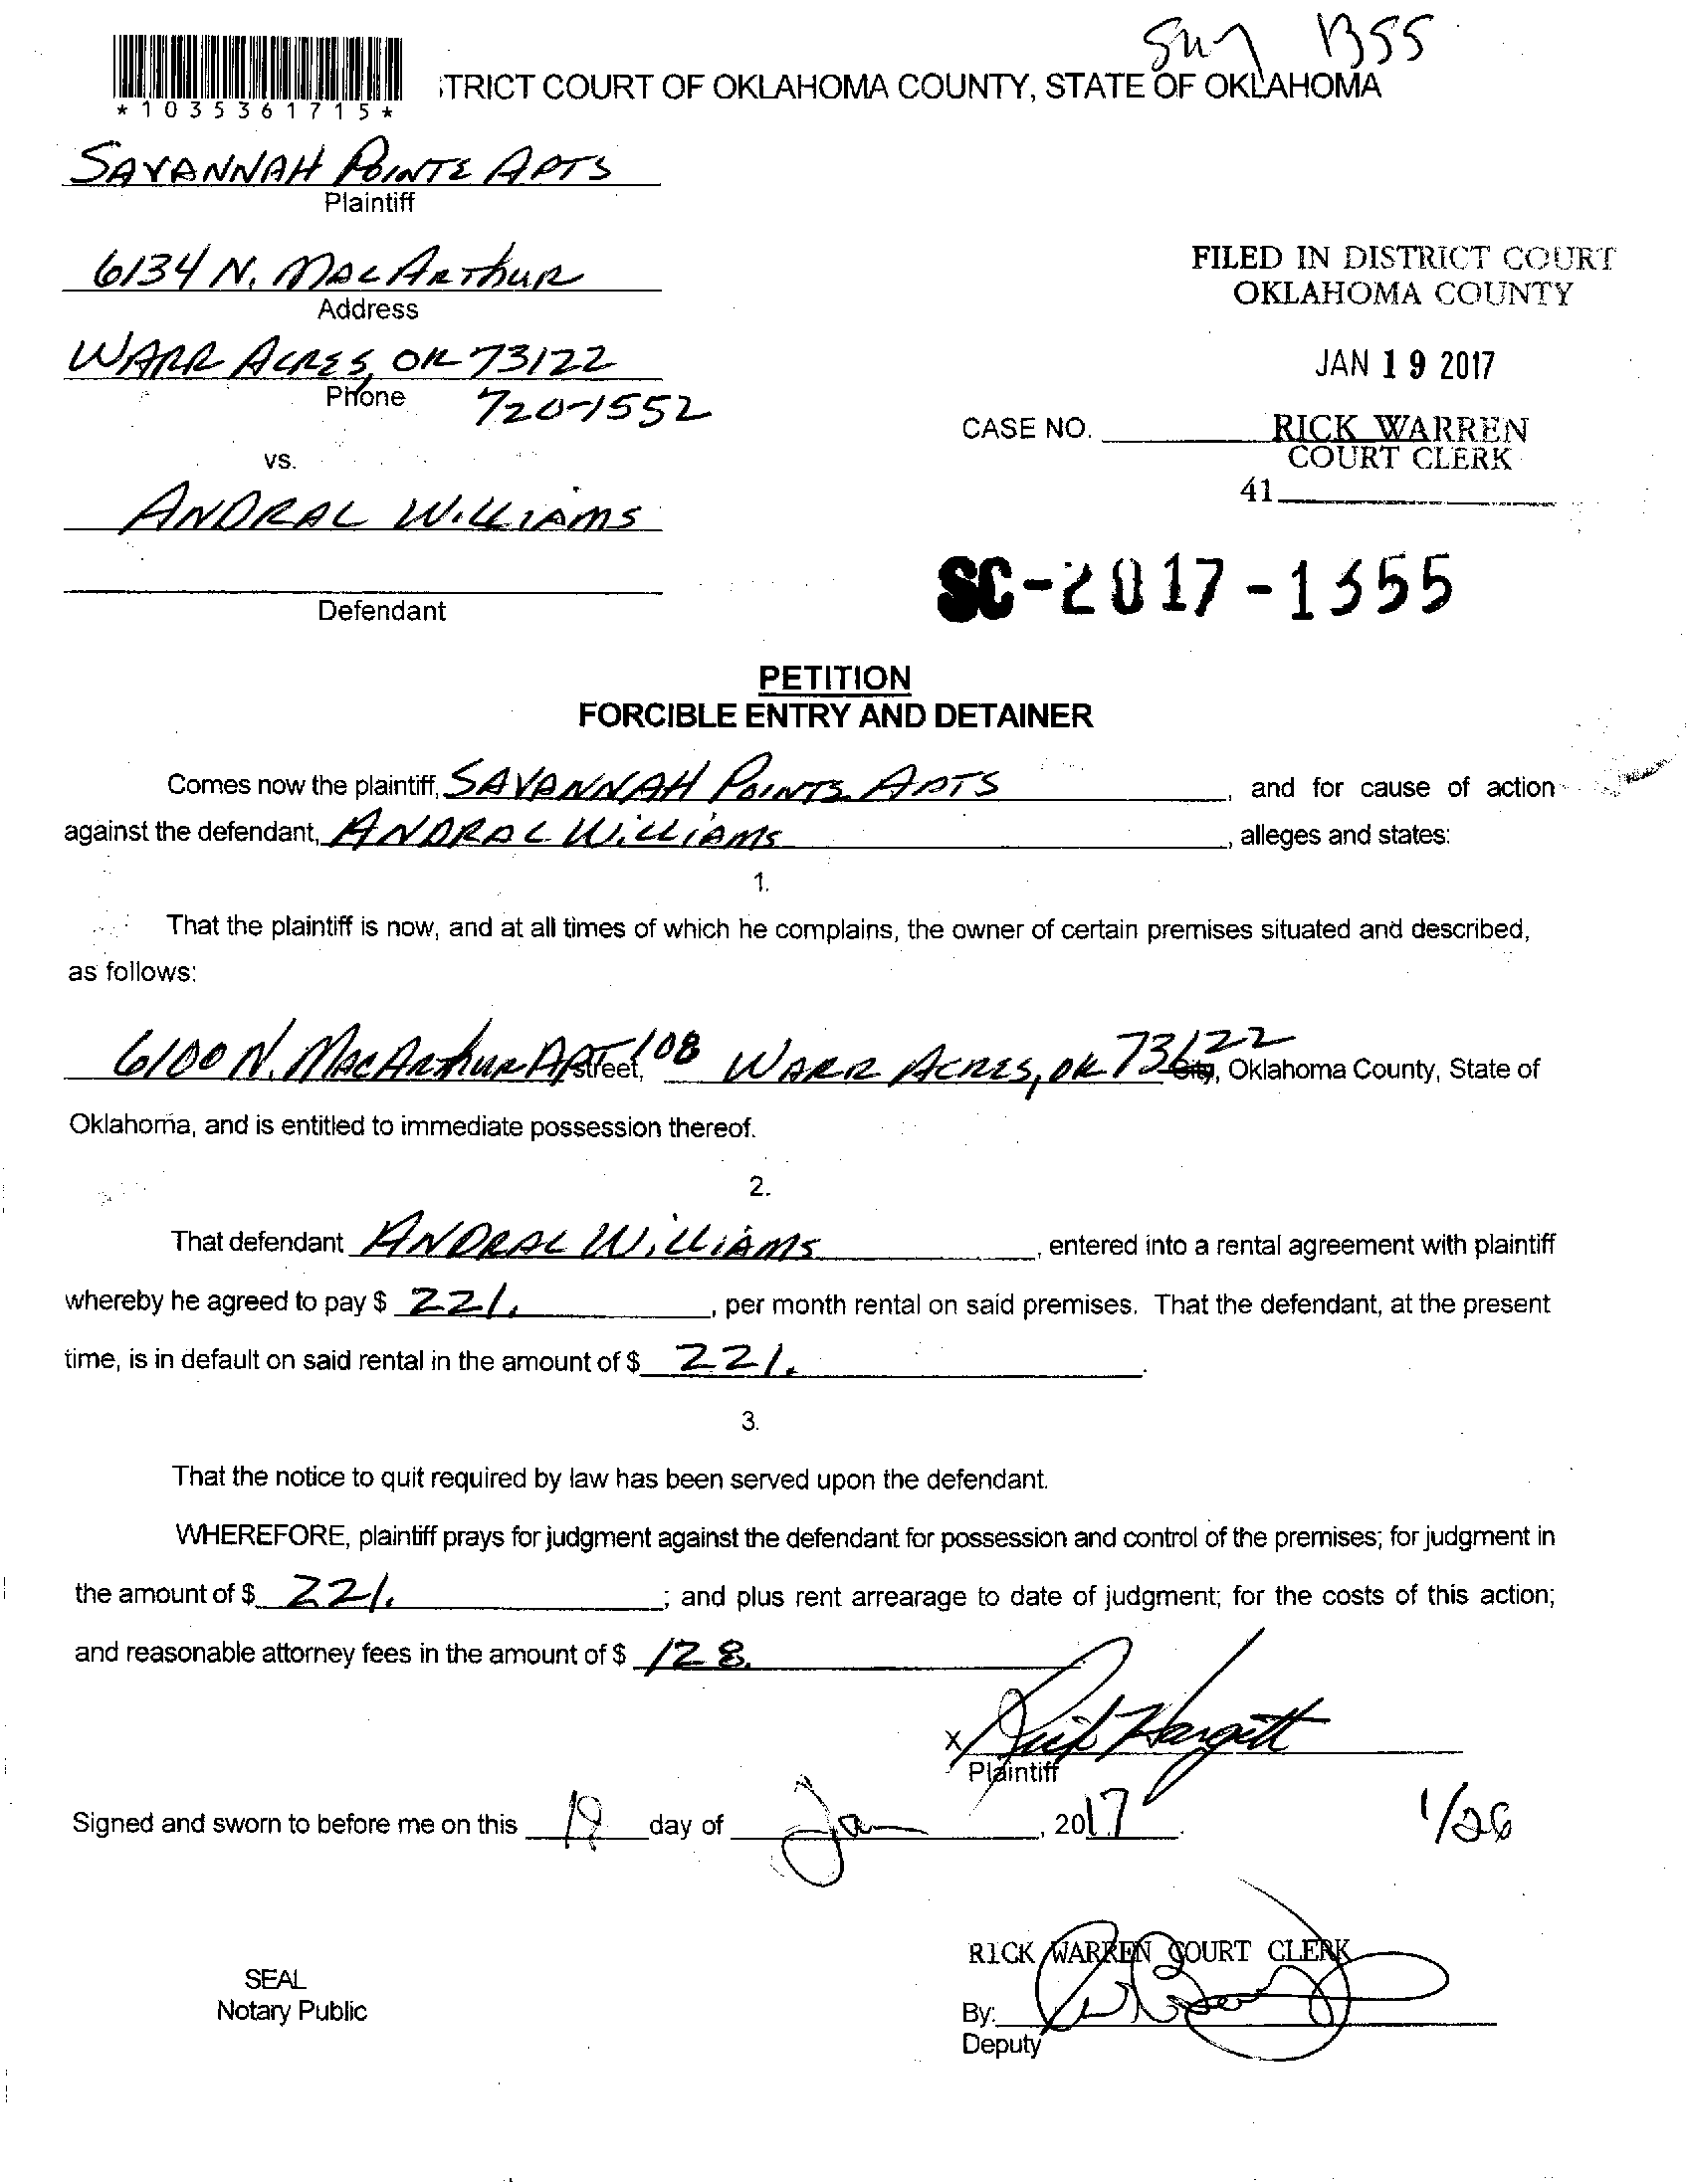 1355
*1035361715*
TRICT COURT OF OKLAHOMA COUNTY, STATE OF OKLAHOMA
SAVANNAH POINTE APTS
Plaintiff
6134 N. MACARTHUR
Address
WARR ACRES, OK 73122
Phone 720-1552
vs.
ANDRAL WILLIAMS
Defendant
FILED IN DISTRICT COURT
OKLAHOMA COUNTY
JAN 19 2017
CASE NO. RICK WARREN
COURT CLERK
41
SC-2017-1355
PETITION
FORCIBLE ENTRY AND DETAINER
Comes now the plaintiff, SAVANNAH POINTE APTS, and for cause of action
against the defendant, ANDRAL WILLIAMS, alleges and states:
1.
That the plaintiff is now, and at all times of which he complains, the owner of certain premises situated and described,
as follows:
6100 N. MACARTHUR APT 108 Street, WARR ACRES, OK 73122 City, Oklahoma County, State of
Oklahoma, and is entitled to immediate possession thereof.
2.
That defendant ANDRAL WILLIAMS, entered into a rental agreement with plaintiff
whereby he agreed to pay $ 221., per month rental on said premises. That the defendant, at the present
time, is in default on said rental in the amount of $ 221..
3.
That the notice to quit required by law has been served upon the defendant.
WHEREFORE, plaintiff prays for judgment against the defendant for possession and control of the premises; for judgment in
the amount of $ 221.; and plus rent arrearage to date of judgment; for the costs of this action;
and reasonable attorney fees in the amount of $ 128.
x Rick Hargett
Plaintiff
Signed and sworn to before me on this 19 day of Jan, 2017
1/26
RICK WARREN COURT CLERK
SEAL
Notary Public
By:
Deputy